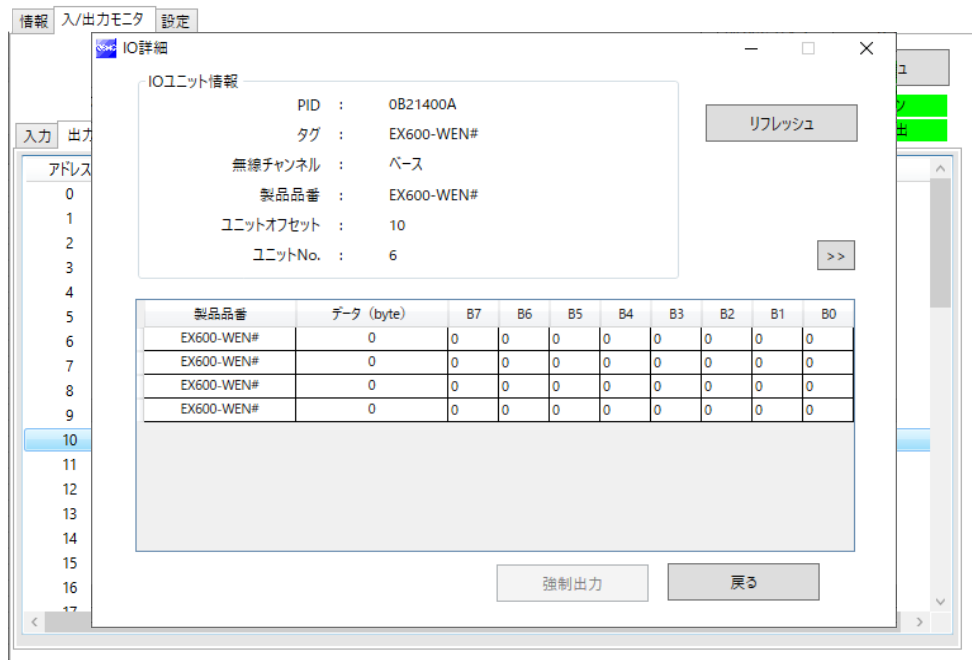 情報 入/出力モニタ 設定
IO詳細
IOユニット情報
PID : 0B21400A
タグ : EX600-WEN#
無線チャンネル : ベース
製品品番 : EX600-WEN#
ユニットオフセット : 10
ユニットNo. : 6
リフレッシュ
>>
製品品番 データ (byte) B7 B6 B5 B4 B3 B2 B1 B0
EX600-WEN# 0 0 0 0 0 0 0 0 0
EX600-WEN# 0 0 0 0 0 0 0 0 0
EX600-WEN# 0 0 0 0 0 0 0 0 0
EX600-WEN# 0 0 0 0 0 0 0 0 0
強制出力 戻る
入力 出力
アドレス
0
1
2
3
4
5
6
7
8
9
10
11
12
13
14
15
16
17